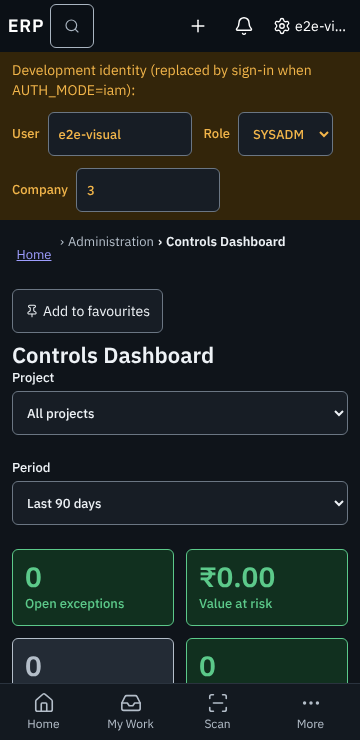 ERP
e2e-vi...
Development identity (replaced by sign-in when
AUTH_MODE=iam):
User e2e-visual Role SYSADM
Company 3
Home › Administration › Controls Dashboard
Add to favourites
Controls Dashboard
Project
All projects
Period
Last 90 days
0 ₹0.00
Open exceptions Value at risk
0 0
Home My Work Scan More